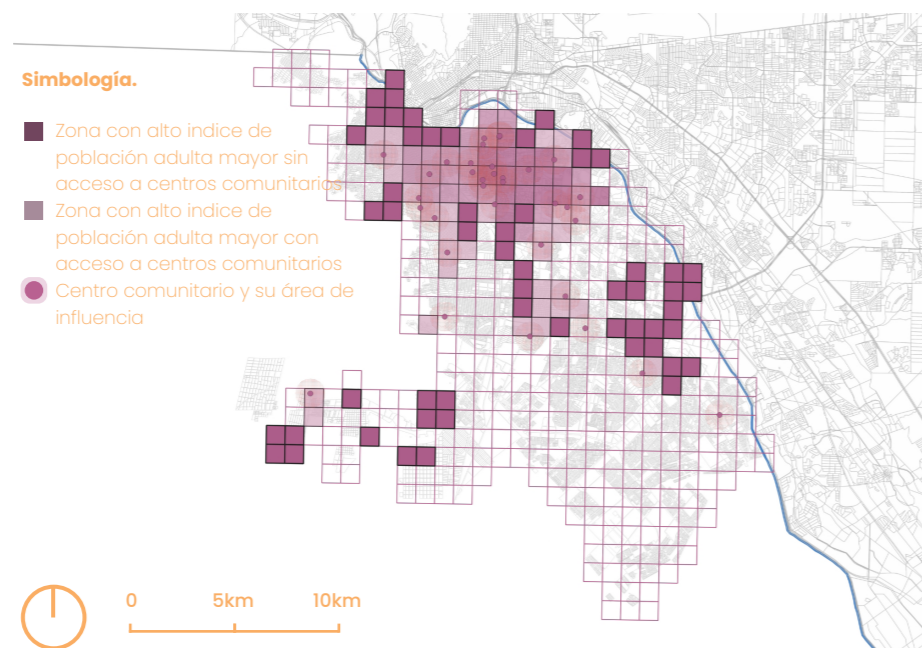 Simbología.
Zona con alto indice de
población adulta mayor sin
acceso a centros comunitarios
Zona con alto indice de
población adulta mayor con
acceso a centros comunitarios
Centro comunitario y su área de
influencia
0 5km 10km